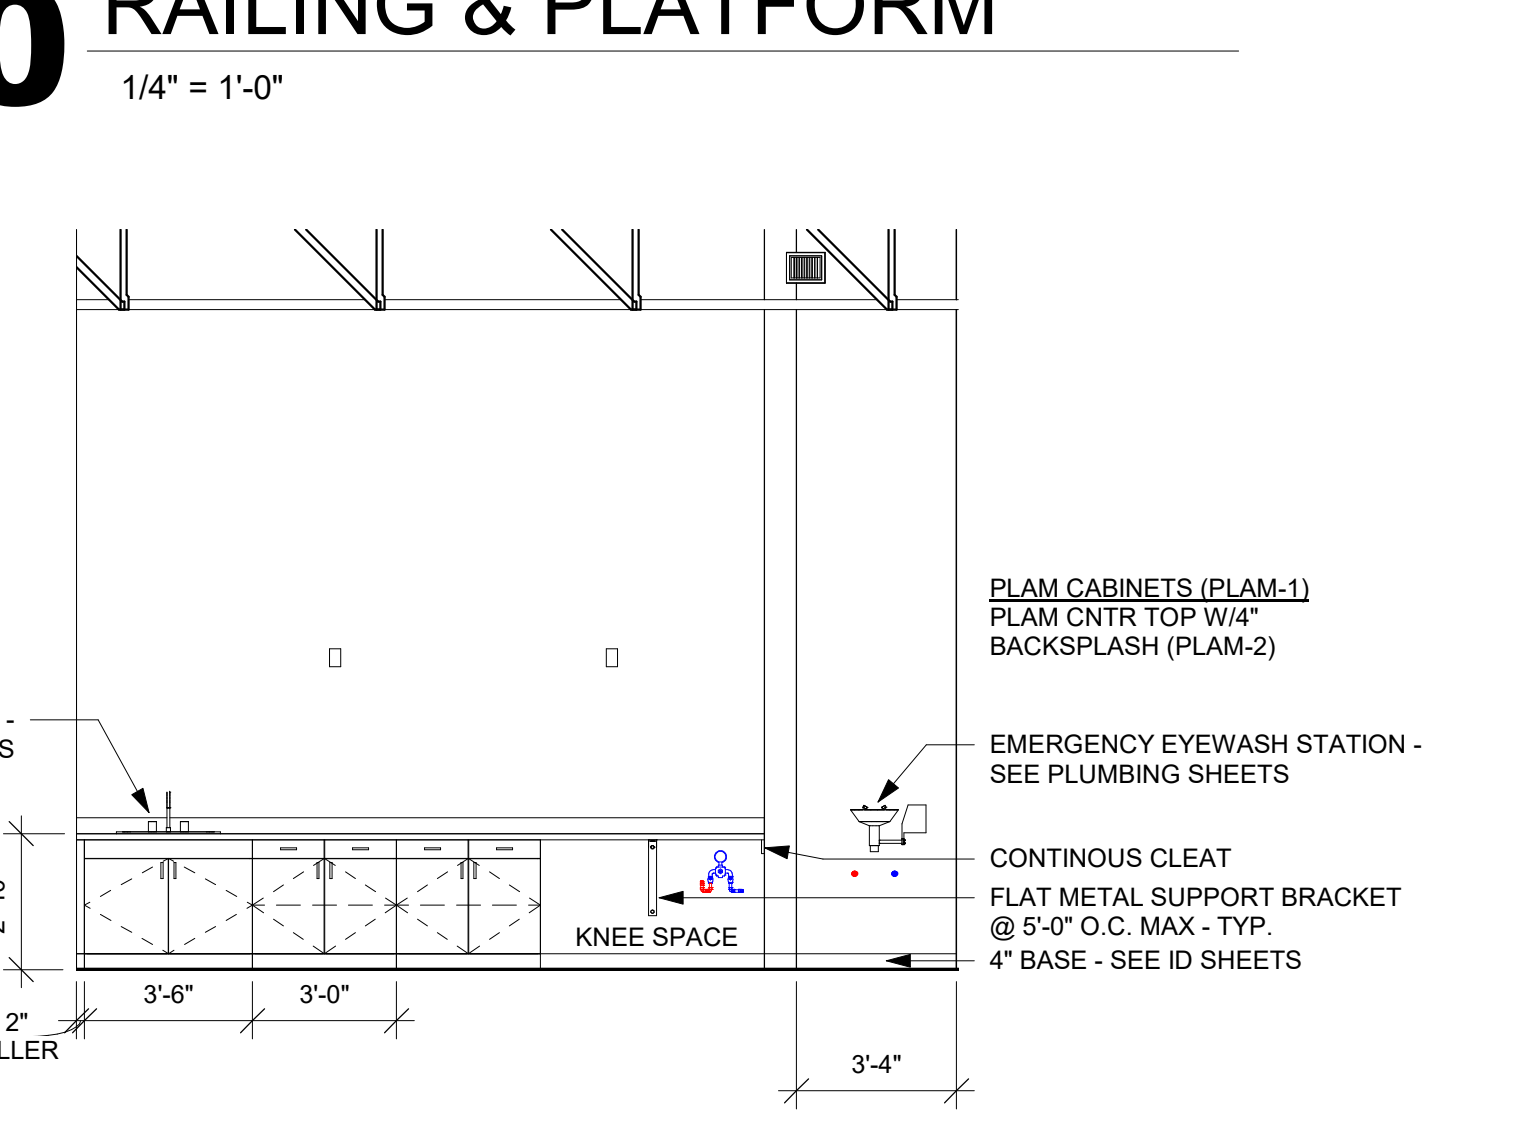 RAILING & PLATFORM
1/4" = 1'-0"
PLAM CABINETS (PLAM-1)
PLAM CNTR TOP W/4"
BACKSPLASH (PLAM-2)
-
S
EMERGENCY EYEWASH STATION -
SEE PLUMBING SHEETS
CONTINOUS CLEAT
FLAT METAL SUPPORT BRACKET
@ 5'-0" O.C. MAX - TYP.
KNEE SPACE
4" BASE - SEE ID SHEETS
3'-6"
3'-0"
2"
LLER
3'-4"